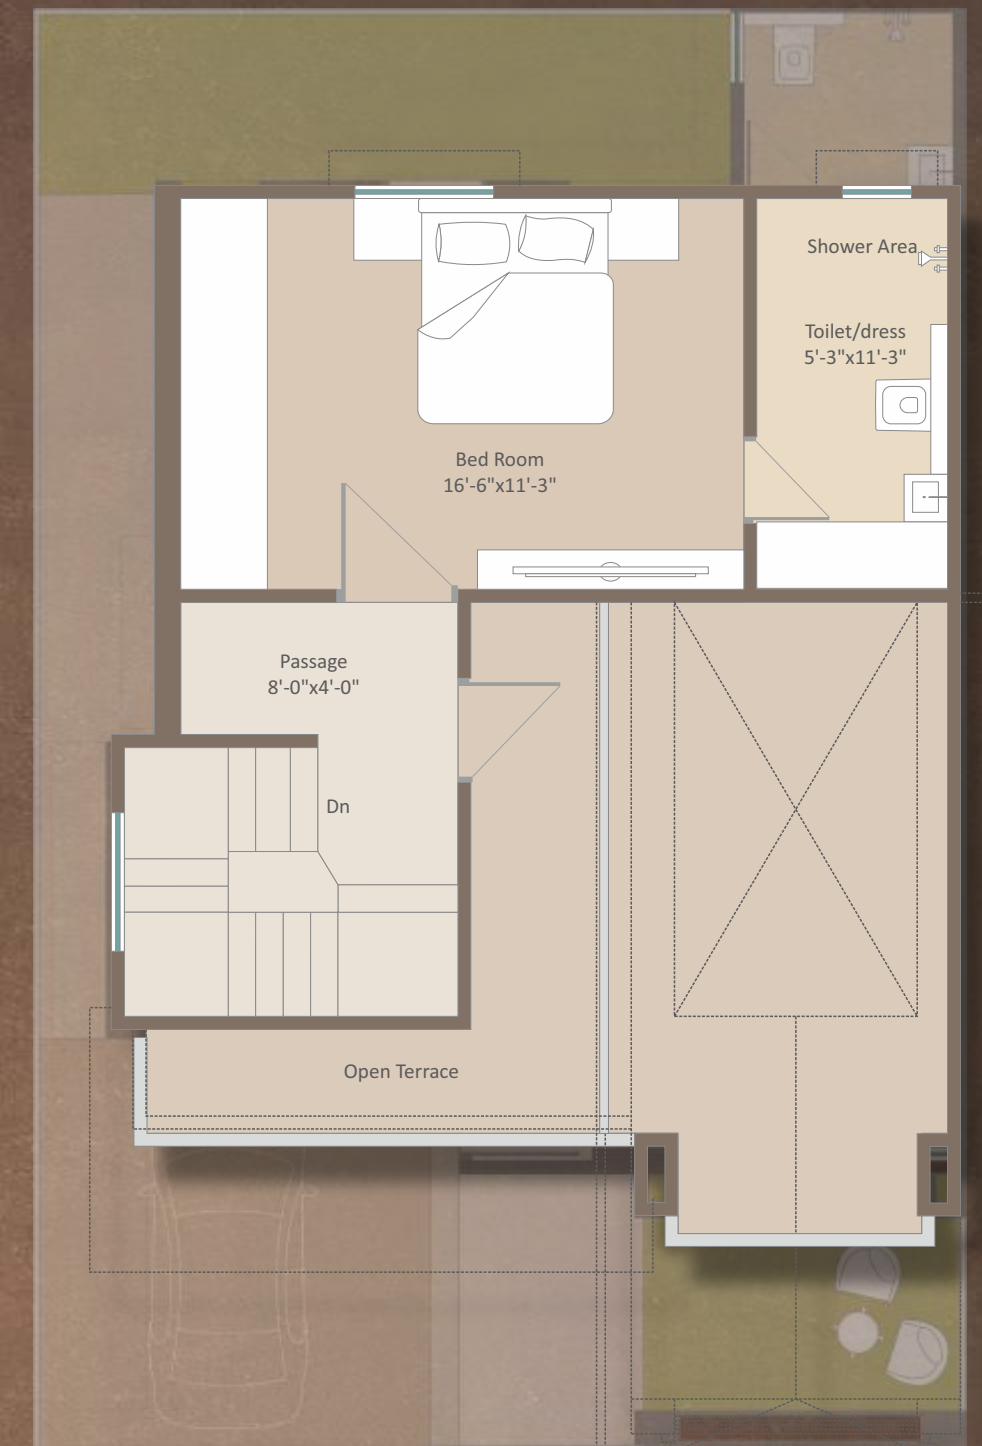 Shower Area
Toilet/dress
5'-3"x11'-3"
Bed Room
16'-6"x11'-3"
Passage
8'-0"x4'-0"
Dn
Open Terrace